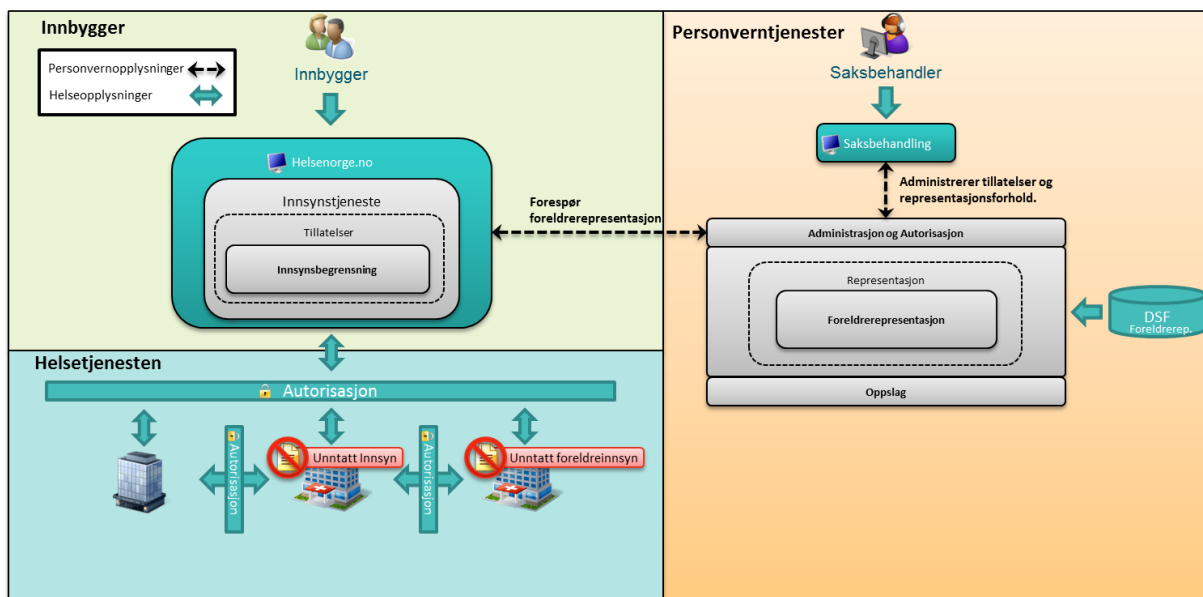 Innbygger
Personvernopplysninger
Helseopplysninger
Innbygger
Helsenorge.no
Innsynstjeneste
Tillatelser
Innsynsbegrensning
Forespør
foreldrerepresentasjon
Personverntjenester
Saksbehandler
Saksbehandling
Administrerer tillatelser og
representasjonsforhold.
Administrasjon og Autorisasjon
Representasjon
Foreldrerepresentasjon
DSF
Foreldrerep.
Oppslag
Helsetjenesten
Autorisasjon
Autorisasjon
Unntatt Innsyn
Autorisasjon
Unntatt foreldreinnsyn